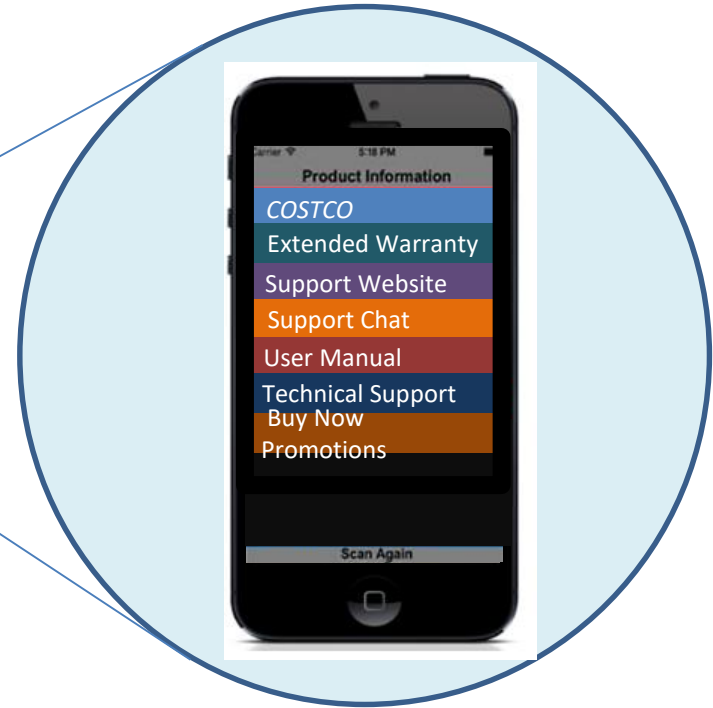 Carrier 5:18 PM
Product Information
COSTCO
Extended Warranty
Support Website
Support Chat
User Manual
Technical Support
Buy Now
Promotions
Scan Again